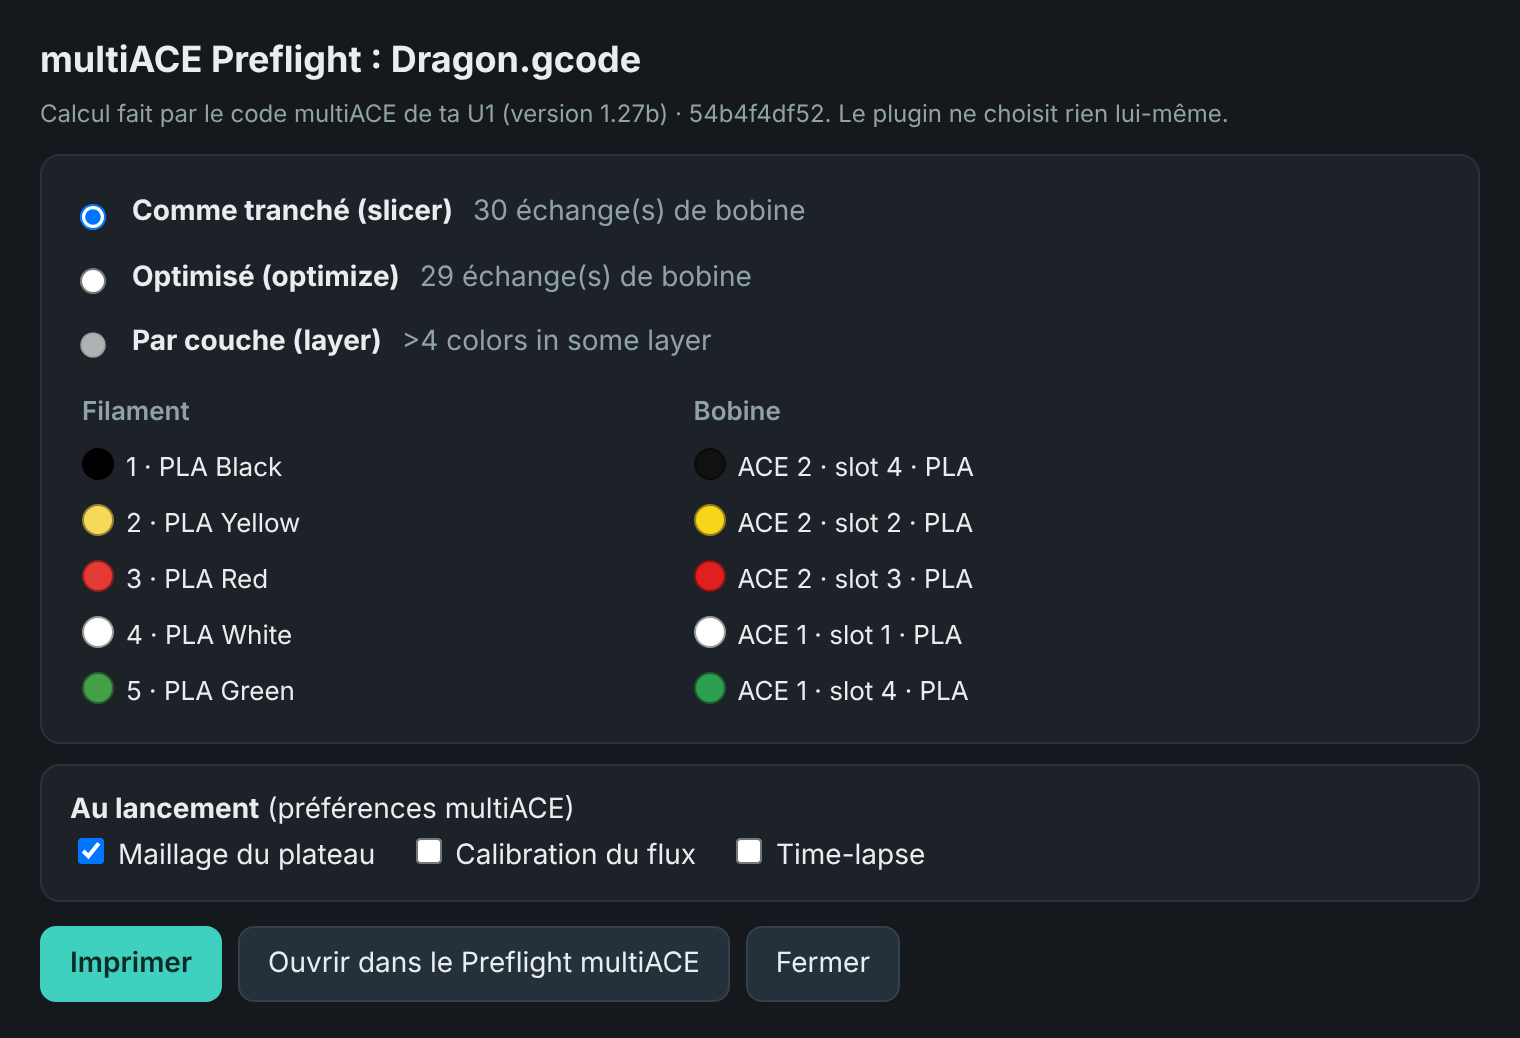 multiACE Preflight : Dragon.gcode
Calcul fait par le code multiACE de ta U1 (version 1.27b) · 54b4f4df52. Le plugin ne choisit rien lui-même.
Comme tranché (slicer) 30 échange(s) de bobine
Optimisé (optimize) 29 échange(s) de bobine
Par couche (layer) >4 colors in some layer
Filament Bobine
1 · PLA Black ACE 2 · slot 4 · PLA
2 · PLA Yellow ACE 2 · slot 2 · PLA
3 · PLA Red ACE 2 · slot 3 · PLA
4 · PLA White ACE 1 · slot 1 · PLA
5 · PLA Green ACE 1 · slot 4 · PLA
Au lancement (préférences multiACE)
Maillage du plateau Calibration du flux Time-lapse
Imprimer Ouvrir dans le Preflight multiACE Fermer